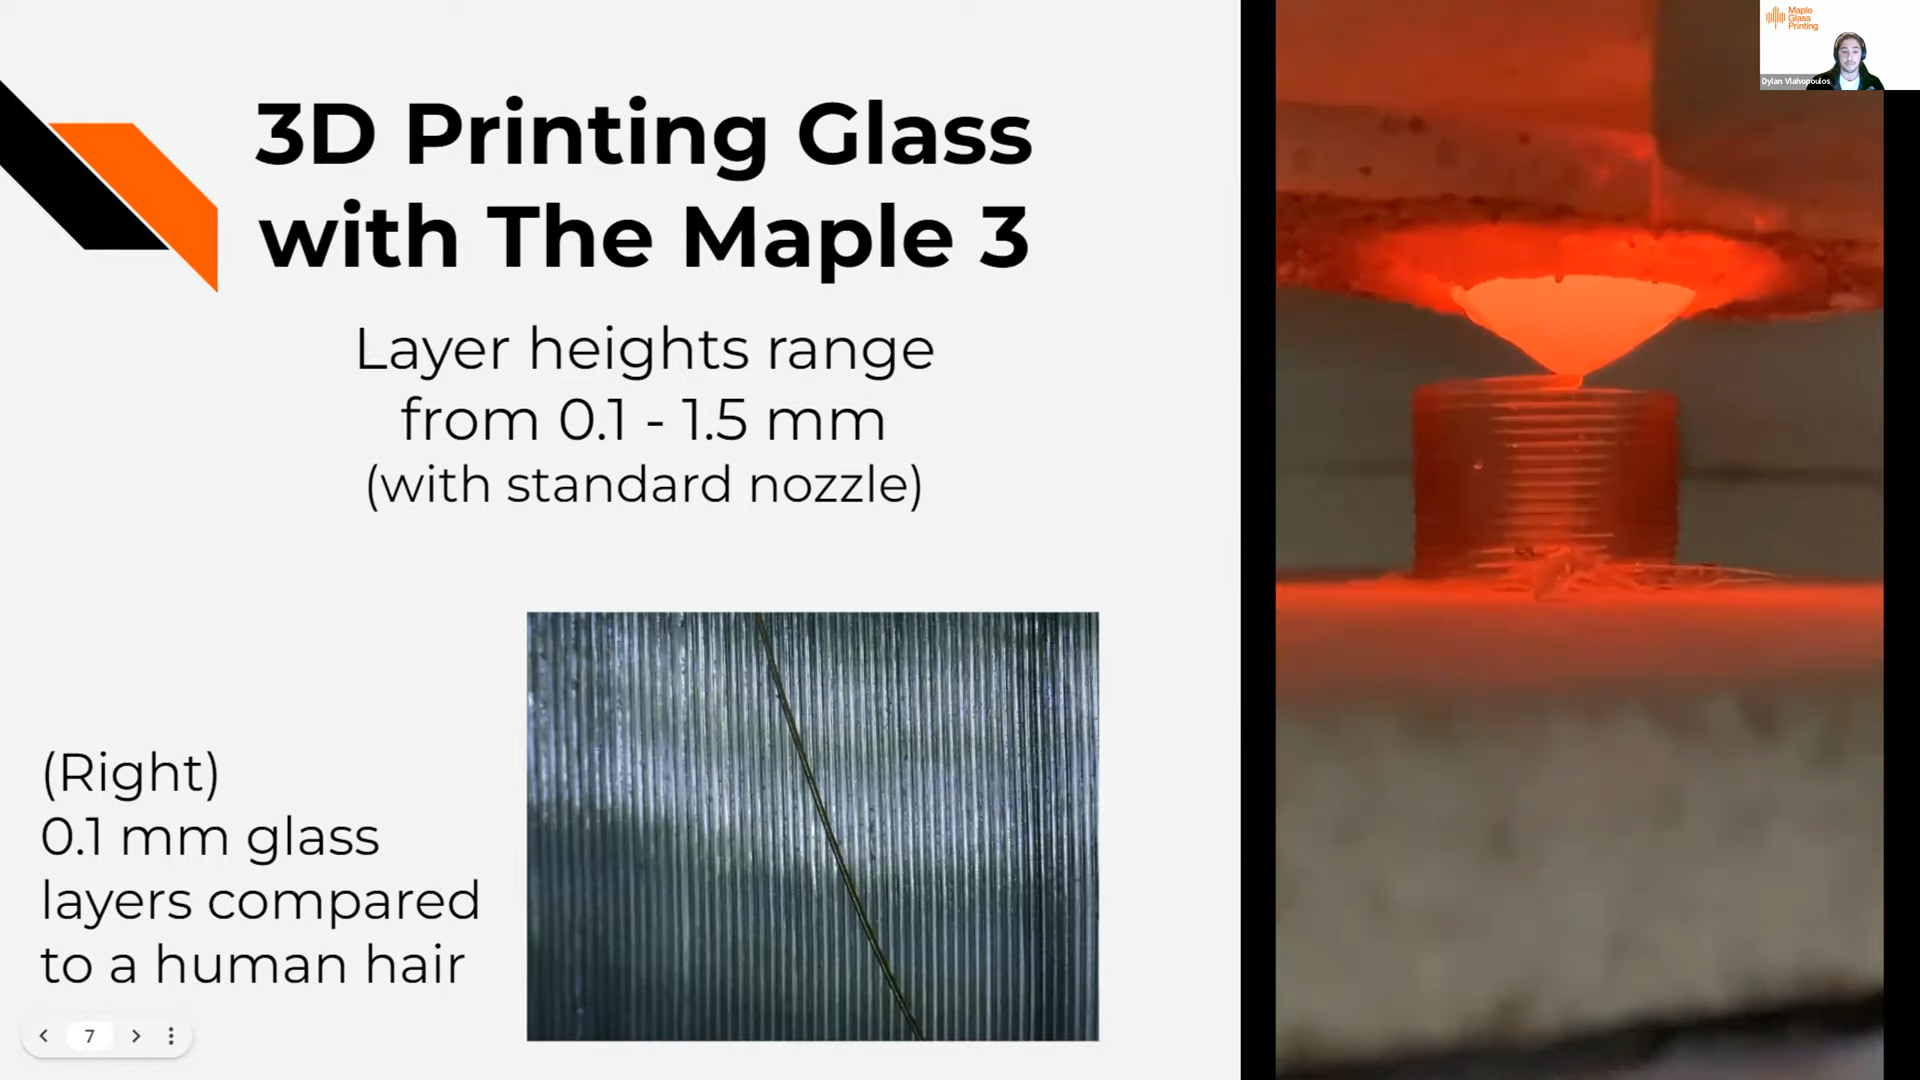 3D Printing Glass
with The Maple 3
Layer heights range
from 0.1 - 1.5 mm
(with standard nozzle)
(Right)
0.1 mm glass
layers compared
to a human hair
7
Maple
Glass
Printing
Dylan Vlahopoulos